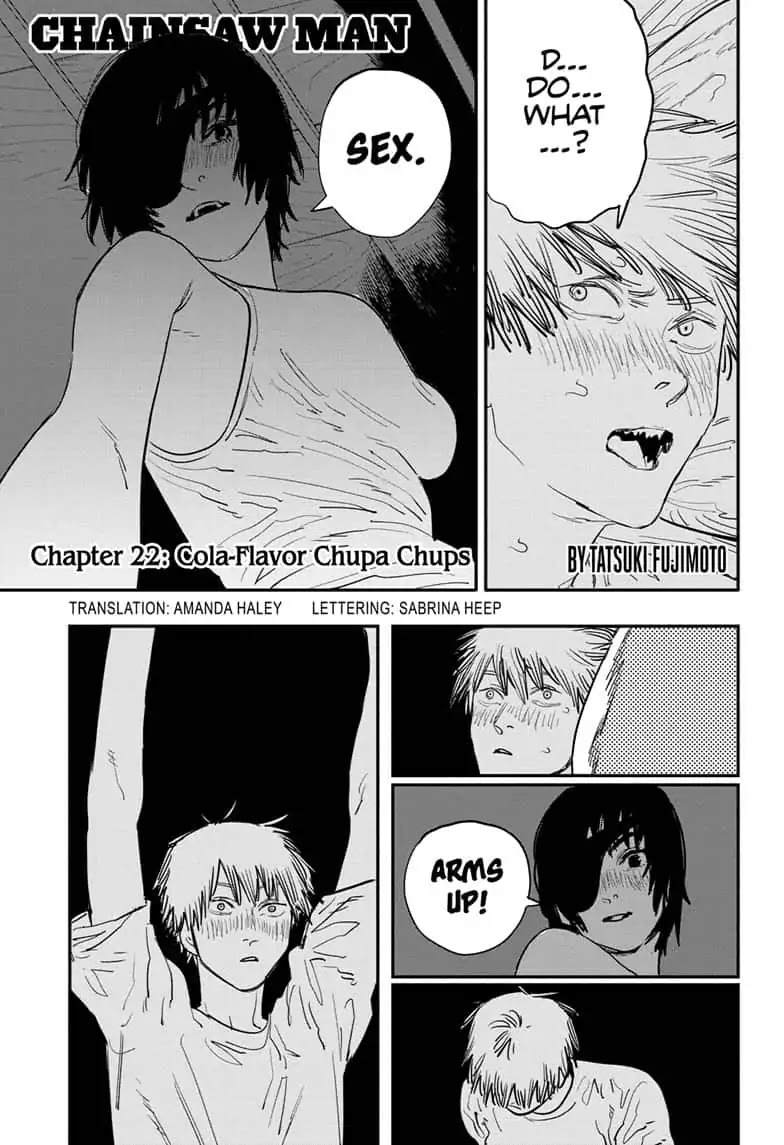 CHAINSAW MAN
D...
DO...
WHAT
...?
SEX.
Chapter 22: Cola-Flavor Chupa Chups
BY TATSUKI FUJIMOTO
TRANSLATION: AMANDA HALEY LETTERING: SABRINA HEEP
ARMS
UP!